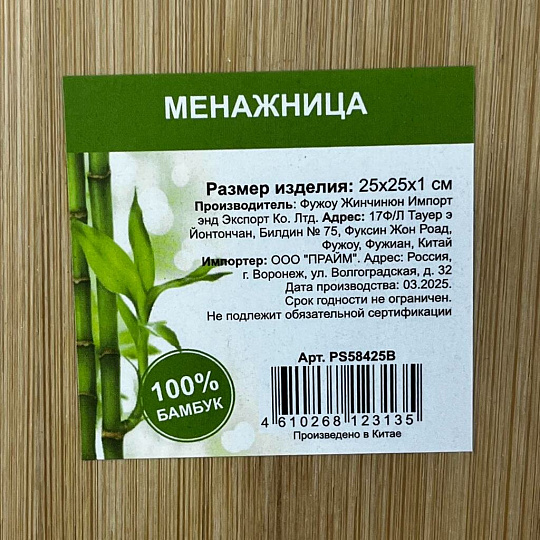 МЕНАЖНИЦА
Размер изделия: 25х25х1 см
Производитель: Фужоу Жинчинюн Импорт
энд Экспорт Ко. Лтд. Адрес: 17Ф/Л Тауер э
Йонтончан, Билдин № 75, Фуксин Жон Роад,
Фужоу, Фужиан, Китай
Импортер: ООО "ПРАЙМ". Адрес: Россия,
г. Воронеж, ул. Волгоградская, д. 32
Дата производства: 03.2025.
Срок годности не ограничен.
Не подлежит обязательной сертификации
Арт. PS58425B
100%
БАМБУК
4 610268 123135
Произведено в Китае